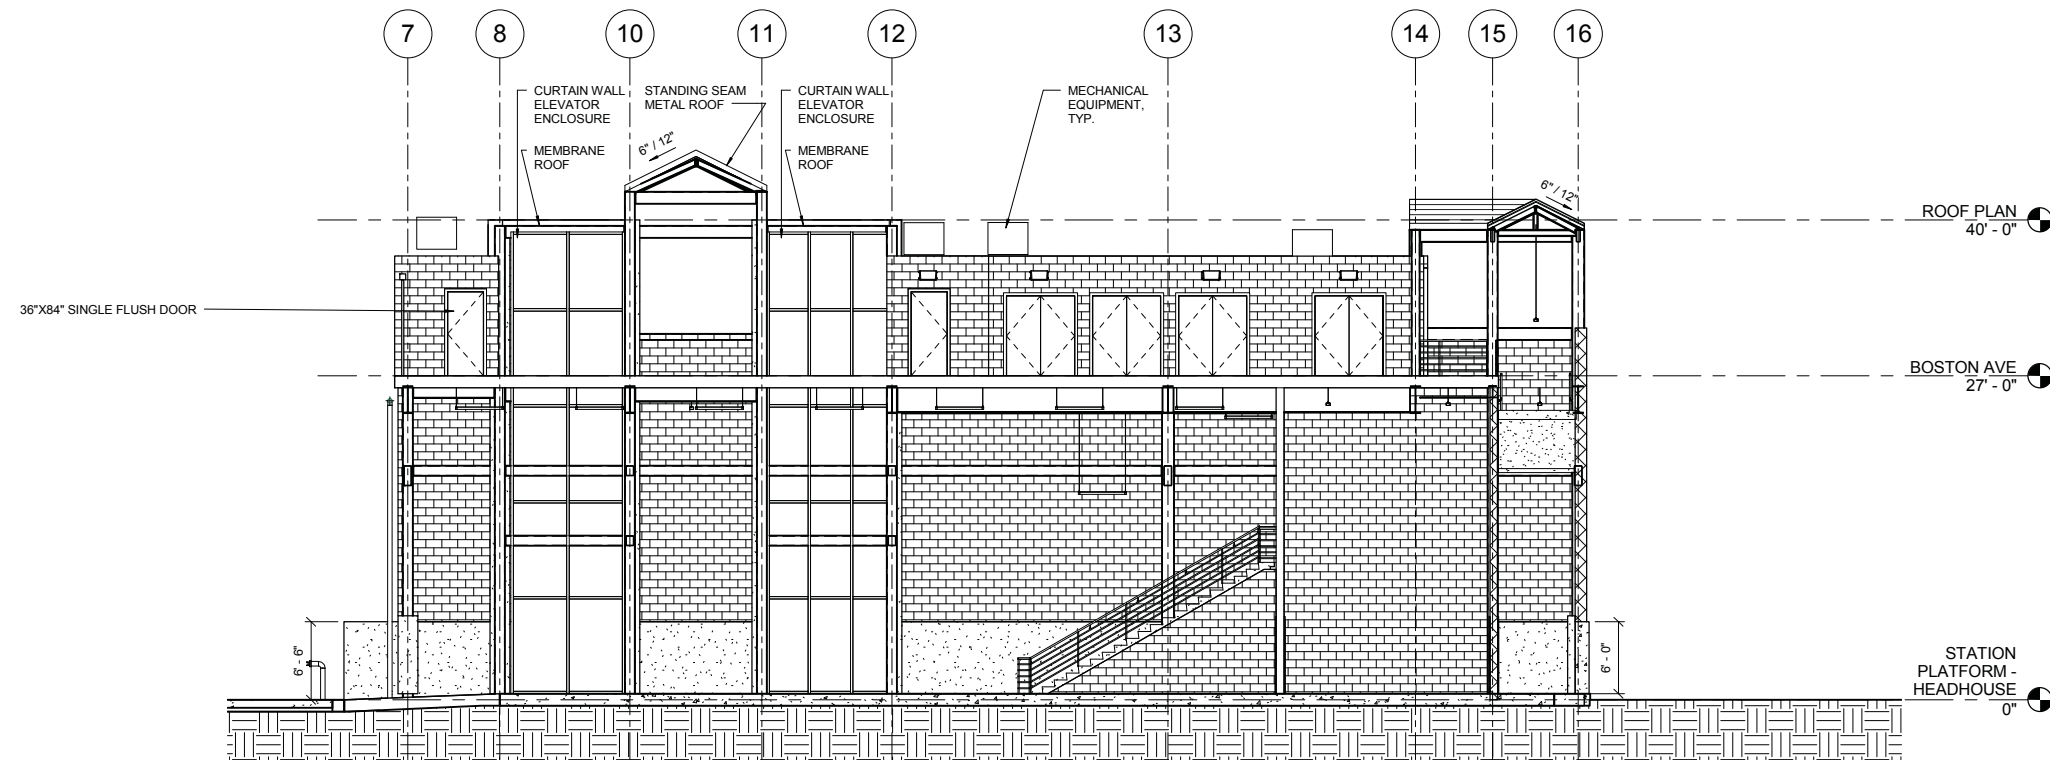 7
8
10
11
12
13
14
15
16
CURTAIN WALL
ELEVATOR
ENCLOSURE
STANDING SEAM
METAL ROOF
CURTAIN WALL
ELEVATOR
ENCLOSURE
MECHANICAL
EQUIPMENT,
TYP.
6" / 12"
MEMBRANE
ROOF
MEMBRANE
ROOF
6" / 12"
ROOF PLAN
40' - 0"
36"X84" SINGLE FLUSH DOOR
BOSTON AVE
27' - 0"
6' - 6"
6' - 0"
STATION
PLATFORM -
HEADHOUSE
0"